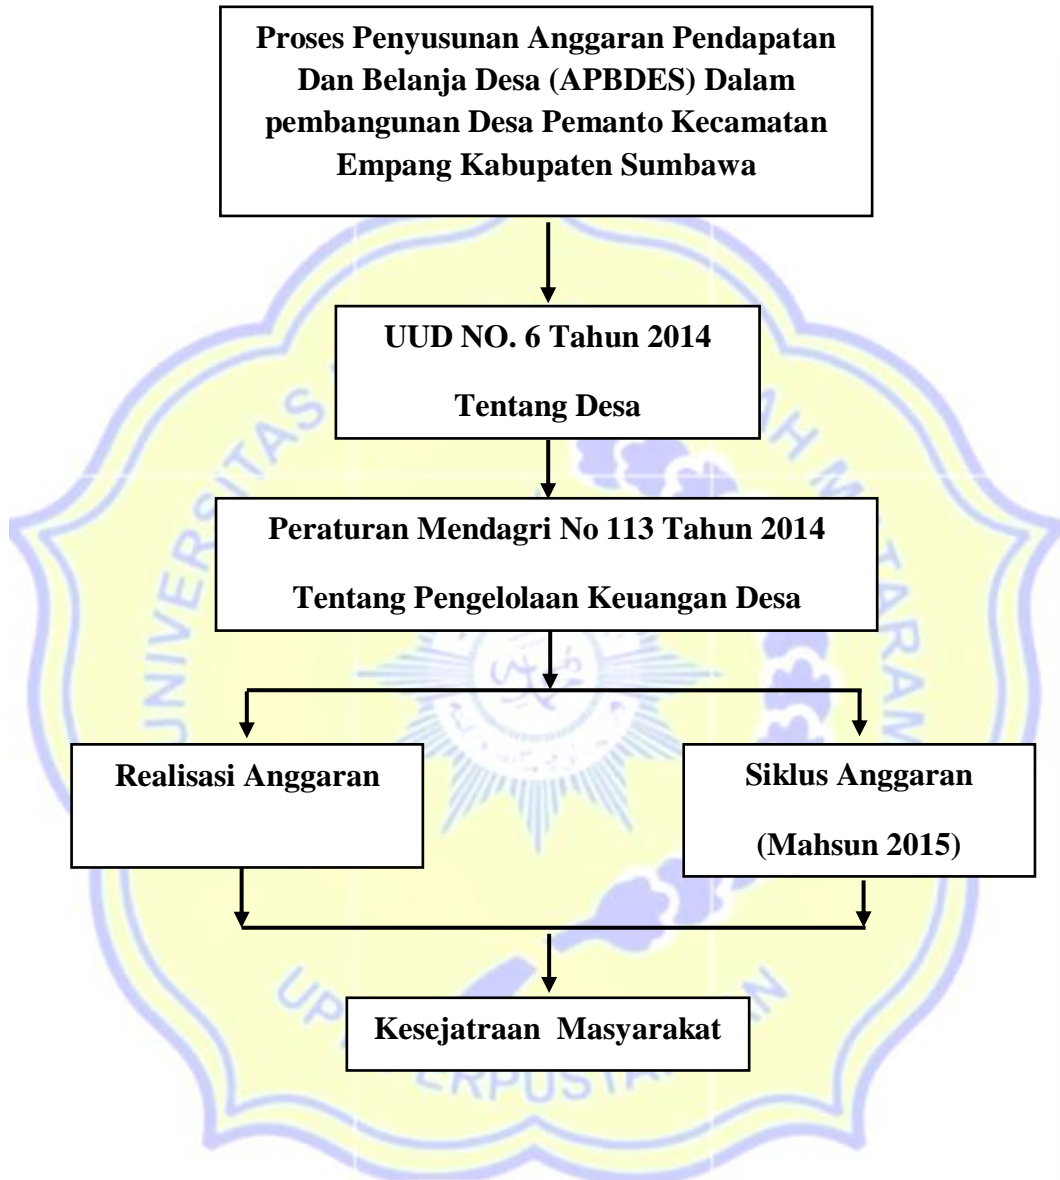 Proses Penyusunan Anggaran Pendapatan
Dan Belanja Desa (APBDES) Dalam
pembangunan Desa Pemanto Kecamatan
Empang Kabupaten Sumbawa
UUD NO. 6 Tahun 2014
Tentang Desa
Peraturan Mendagri No 113 Tahun 2014
Tentang Pengelolaan Keuangan Desa
Realisasi Anggaran
Siklus Anggaran
(Mahsun 2015)
Kesejatraan Masyarakat
UNIVERSITAS MATARAM